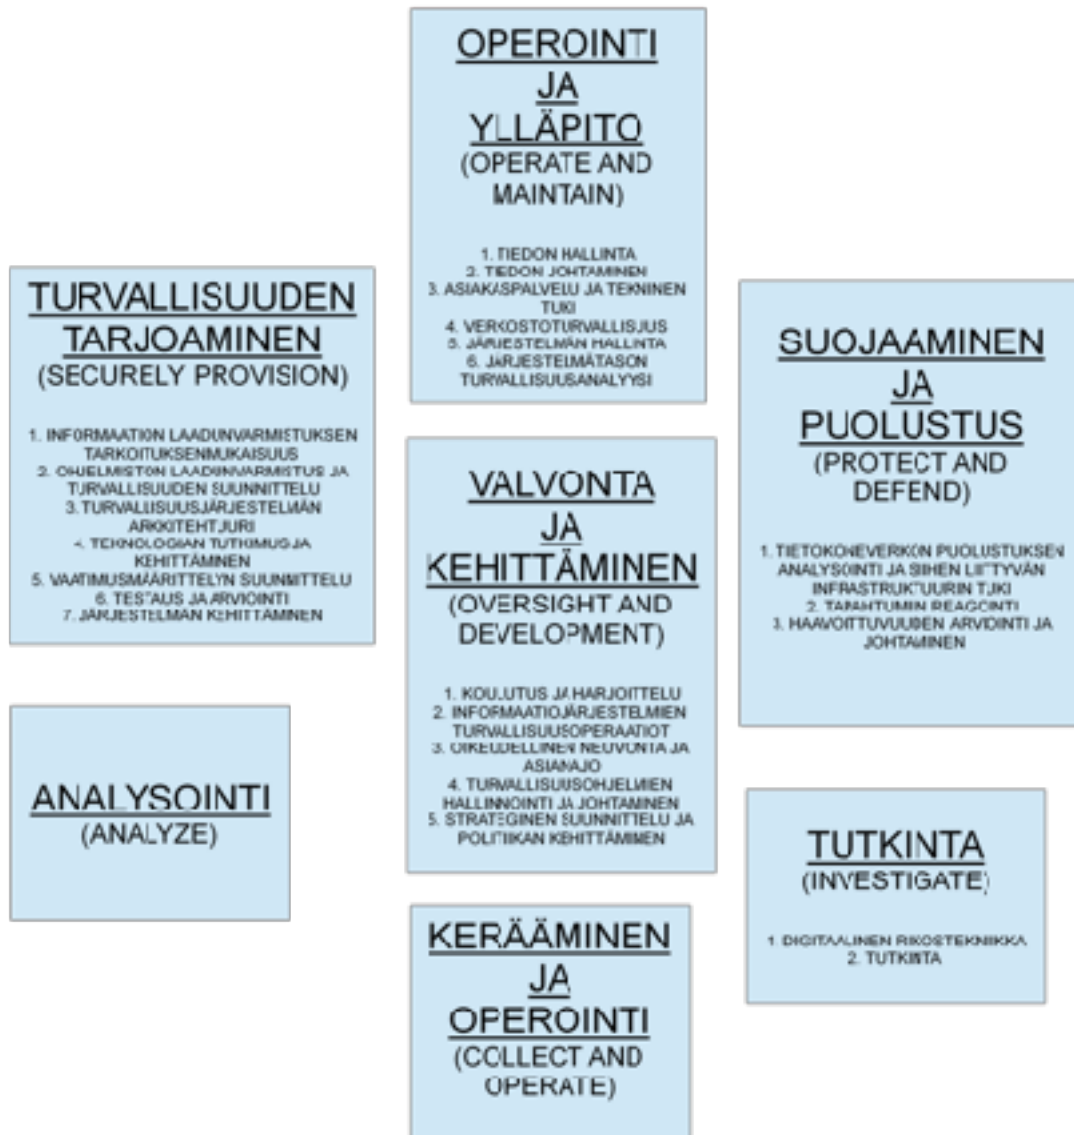 OPEROINTI
JA
YLLÄPITO
(OPERATE AND
MAINTAIN)
1. TIEDON HALLINTA
2. TIEDON JOHTAMINEN
3. ASIAKASPALVELU JA TEKNINEN
TUKI
4. VERKOSTOTURVALLISUUS
5. JÄRJESTELMÄN HALLINTA
6. JÄRJESTELMÄTASON
TURVALLISUUSANALYYSI
TURVALLISUUDEN
TARJOAMINEN
(SECURELY PROVISION)
1. INFORMAATION LAADUNVARMISTUKSEN
TARKOITUKSENMUKAISUUS
2. OHJELMISTON LAADUNVARMISTUS JA
TURVALLISUUDEN SUUNNITTELU
3. TURVALLISUUSJÄRJESTELMÄN
ARKKITEHTUURI
4. TEKNOLOGIAN TUTKIMUS JA
KEHITTÄMINEN
5. VAATIMUSMÄÄRITTELYN SUUNNITTELU
6. TESTAUS JA ARVIOINTI
7. JÄRJESTELMÄN KEHITTÄMINEN
SUOJAAMINEN
JA
PUOLUSTUS
(PROTECT AND
DEFEND)
1. TIETOKONEVERKON PUOLUSTUKSEN
ANALYSOINTI JA SIIHEN LIITTYVÄN
INFRASTRUKTUURIN TUKI
2. TAPAHTUMIIN REAGOINTI
3. HAAVOITTUVUUDEN ARVIOINTI JA
JOHTAMINEN
VALVONTA
JA
KEHITTÄMINEN
(OVERSIGHT AND
DEVELOPMENT)
1. KOULUTUS JA HARJOITTELU
2. INFORMAATIOJÄRJESTELMIEN
TURVALLISUUSOPERAATIOT
3. OIKEUDELLINEN NEUVONTA JA
ASIANAJO
4. TURVALLISUUSOHJELMIEN
HALLINNOINTI JA JOHTAMINEN
5. STRATEGINEN SUUNNITTELU JA
POLITIIKAN KEHITTÄMINEN
ANALYSOINTI
(ANALYZE)
TUTKINTA
(INVESTIGATE)
1. DIGITAALINEN RIKOSTEKNIIKKA
2. TUTKINTA
KERÄÄMINEN
JA
OPEROINTI
(COLLECT AND
OPERATE)